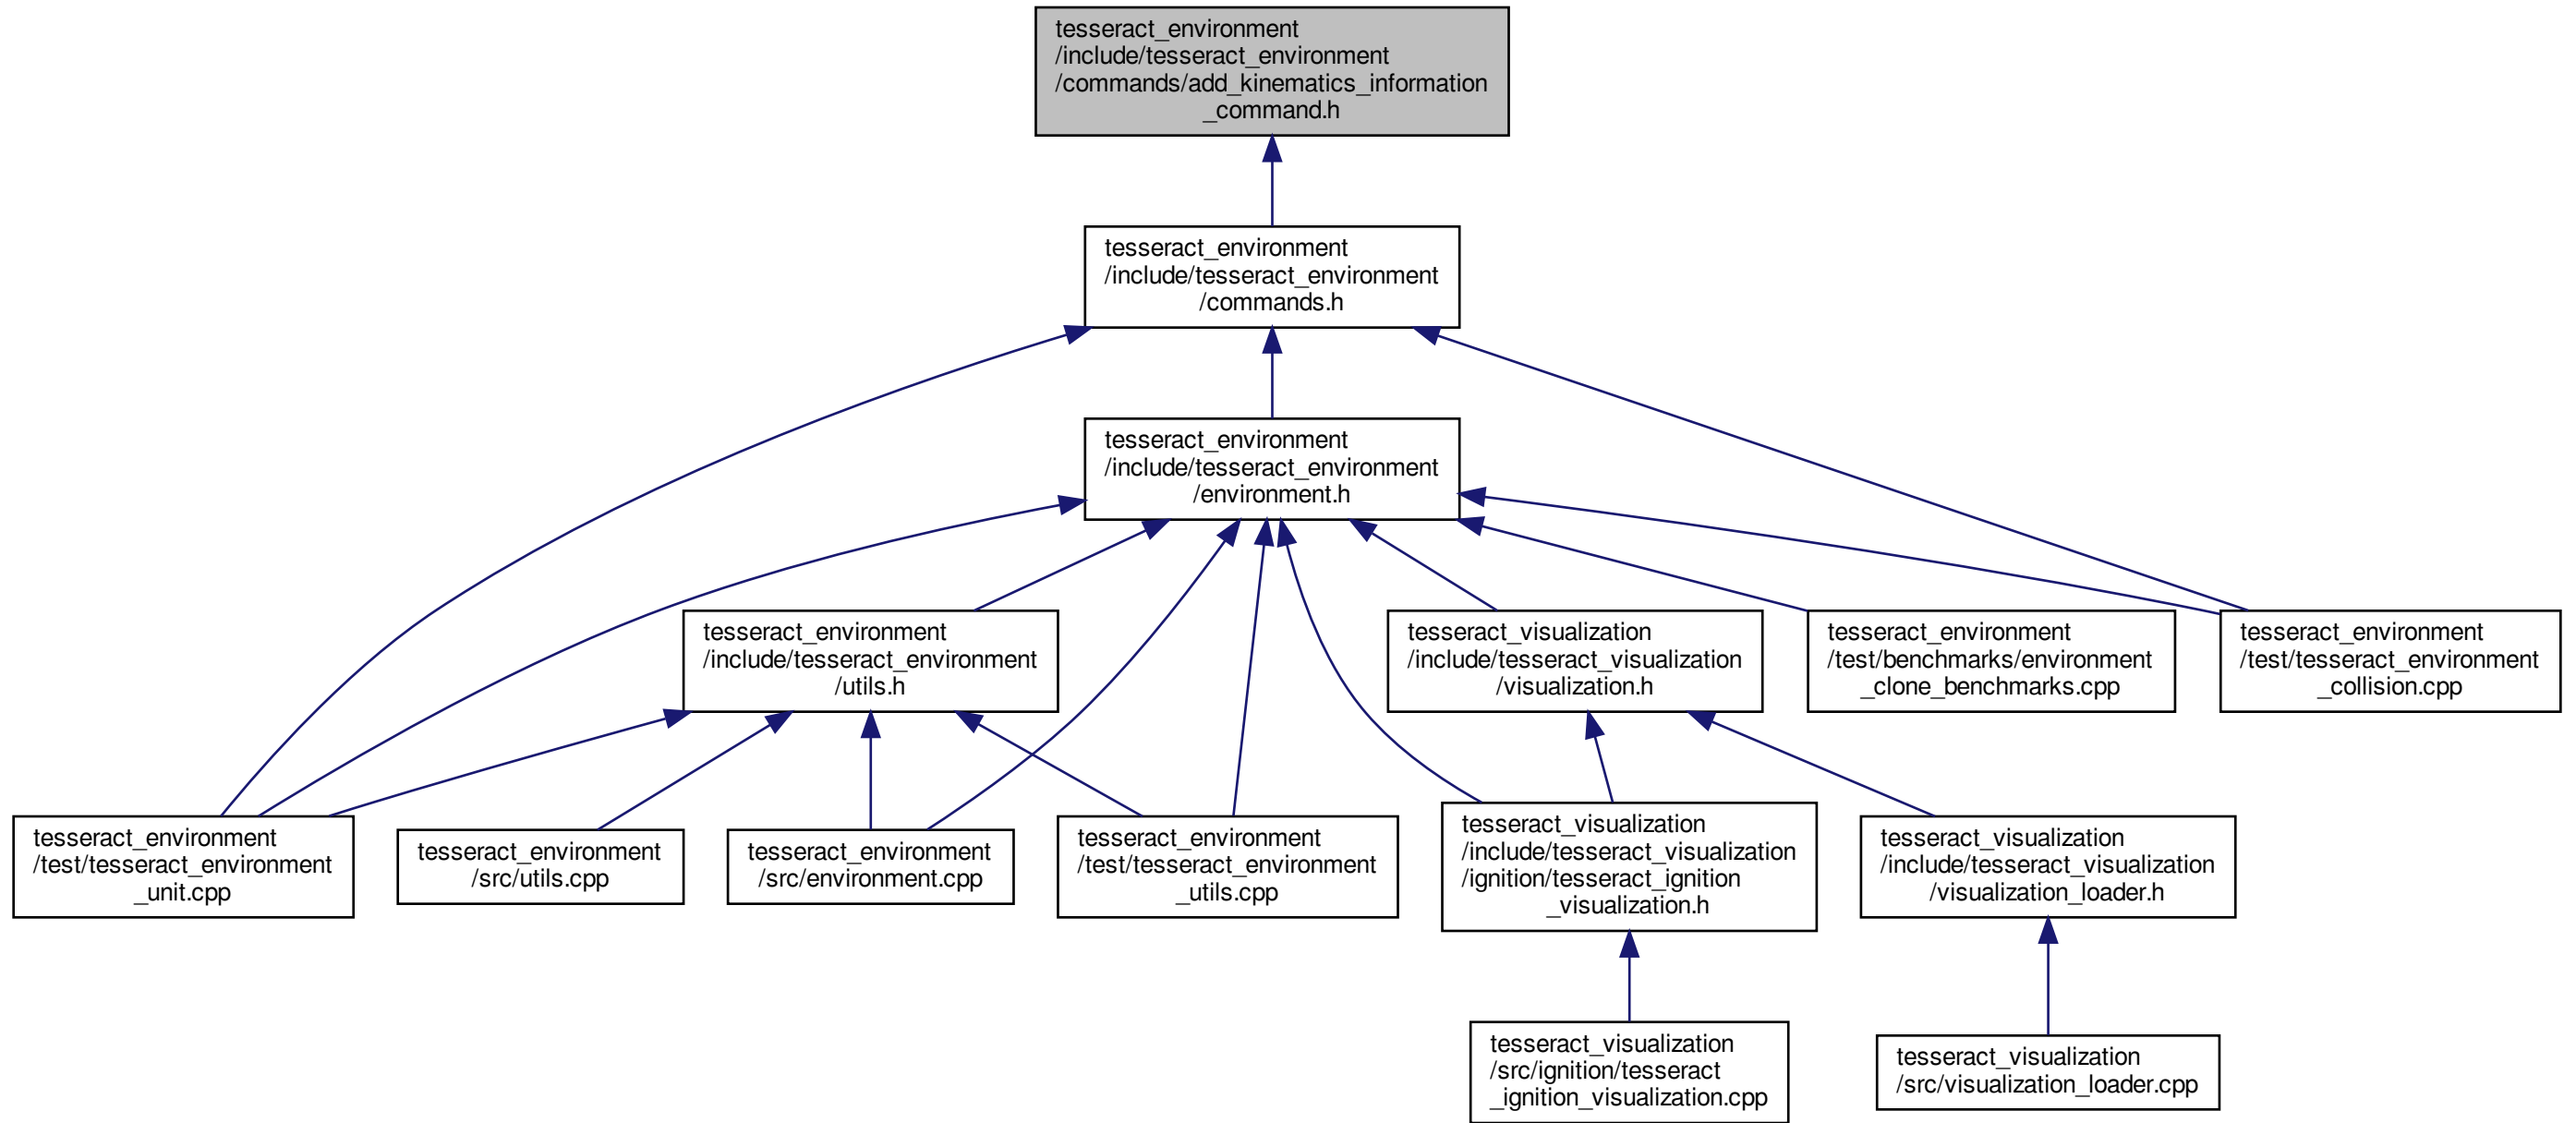 tesseract_environment
/include/tesseract_environment
/commands/add_kinematics_information
_command.h
tesseract_environment
/include/tesseract_environment
/commands.h
tesseract_environment
/include/tesseract_environment
/environment.h
tesseract_environment
/include/tesseract_environment
/utils.h
tesseract_visualization
/include/tesseract_visualization
/visualization.h
tesseract_environment
/test/benchmarks/environment
_clone_benchmarks.cpp
tesseract_environment
/test/tesseract_environment
_collision.cpp
tesseract_environment
/test/tesseract_environment
_unit.cpp
tesseract_environment
/src/utils.cpp
tesseract_environment
/src/environment.cpp
tesseract_environment
/test/tesseract_environment
_utils.cpp
tesseract_visualization
/include/tesseract_visualization
/ignition/tesseract_ignition
_visualization.h
tesseract_visualization
/include/tesseract_visualization
/visualization_loader.h
tesseract_visualization
/src/ignition/tesseract
_ignition_visualization.cpp
tesseract_visualization
/src/visualization_loader.cpp